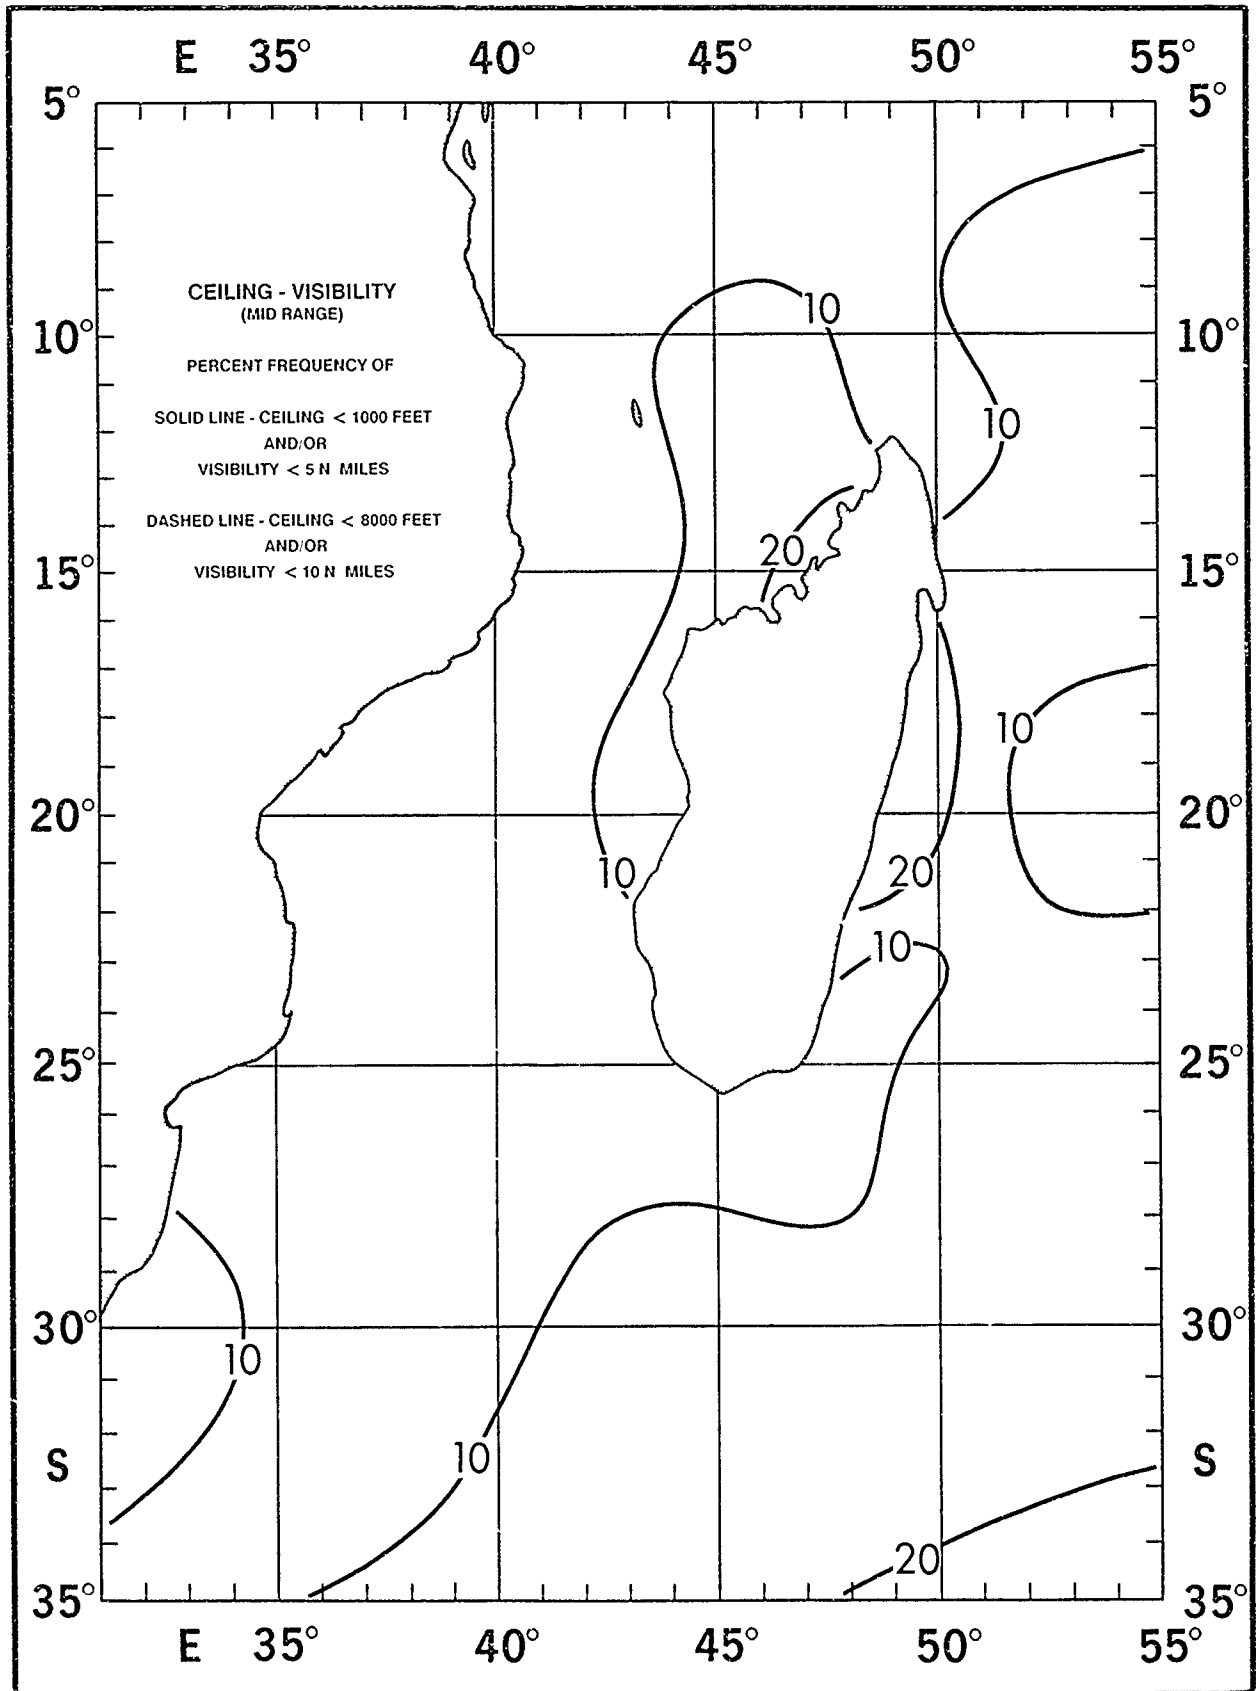 E 35° 40° 45° 50° 55°
5° 5°
CEILING - VISIBILITY
(MID RANGE)
10
10° 10°
PERCENT FREQUENCY OF
SOLID LINE - CEILING < 1000 FEET
10
AND/OR
VISIBILITY < 5 N MILES
DASHED LINE - CEILING < 8000 FEET
AND/OR
20
VISIBILITY < 10 N MILES
15° 15°
10
20° 20°
10 20
10
25° 25°
30° 30°
10
10
S S
20
35° 35°
E 35° 40° 45° 50° 55°